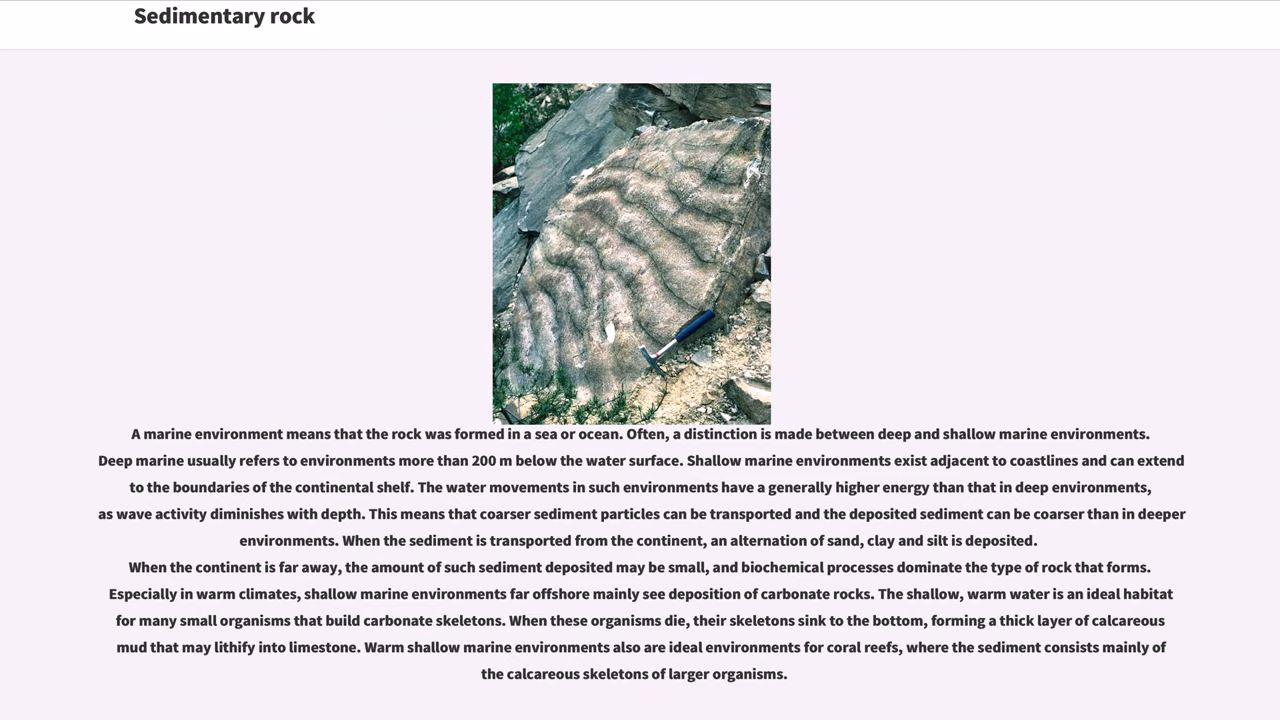 Sedimentary rock
A marine environment means that the rock was formed in a sea or ocean. Often, a distinction is made between deep and shallow marine environments.
Deep marine usually refers to environments more than 200 m below the water surface. Shallow marine environments exist adjacent to coastlines and can extend
to the boundaries of the continental shelf. The water movements in such environments have a generally higher energy than that in deep environments,
as wave activity diminishes with depth. This means that coarser sediment particles can be transported and the deposited sediment can be coarser than in deeper
environments. When the sediment is transported from the continent, an alternation of sand, clay and silt is deposited.
When the continent is far away, the amount of such sediment deposited may be small, and biochemical processes dominate the type of rock that forms.
Especially in warm climates, shallow marine environments far offshore mainly see deposition of carbonate rocks. The shallow, warm water is an ideal habitat
for many small organisms that build carbonate skeletons. When these organisms die, their skeletons sink to the bottom, forming a thick layer of calcareous
mud that may lithify into limestone. Warm shallow marine environments also are ideal environments for coral reefs, where the sediment consists mainly of
the calcareous skeletons of larger organisms.